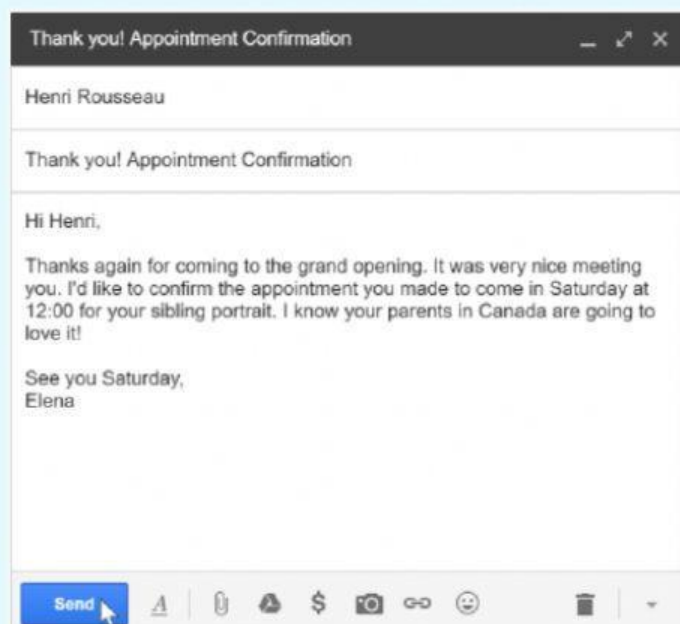 Thank you! Appointment Confirmation
Henri Rousseau
Thank you! Appointment Confirmation
Hi Henri,
Thanks again for coming to the grand opening. It was very nice meeting
you. I'd like to confirm the appointment you made to come in Saturday at
12:00 for your sibling portrait. I know your parents in Canada are going to
love it!
See you Saturday,
Elena
Send